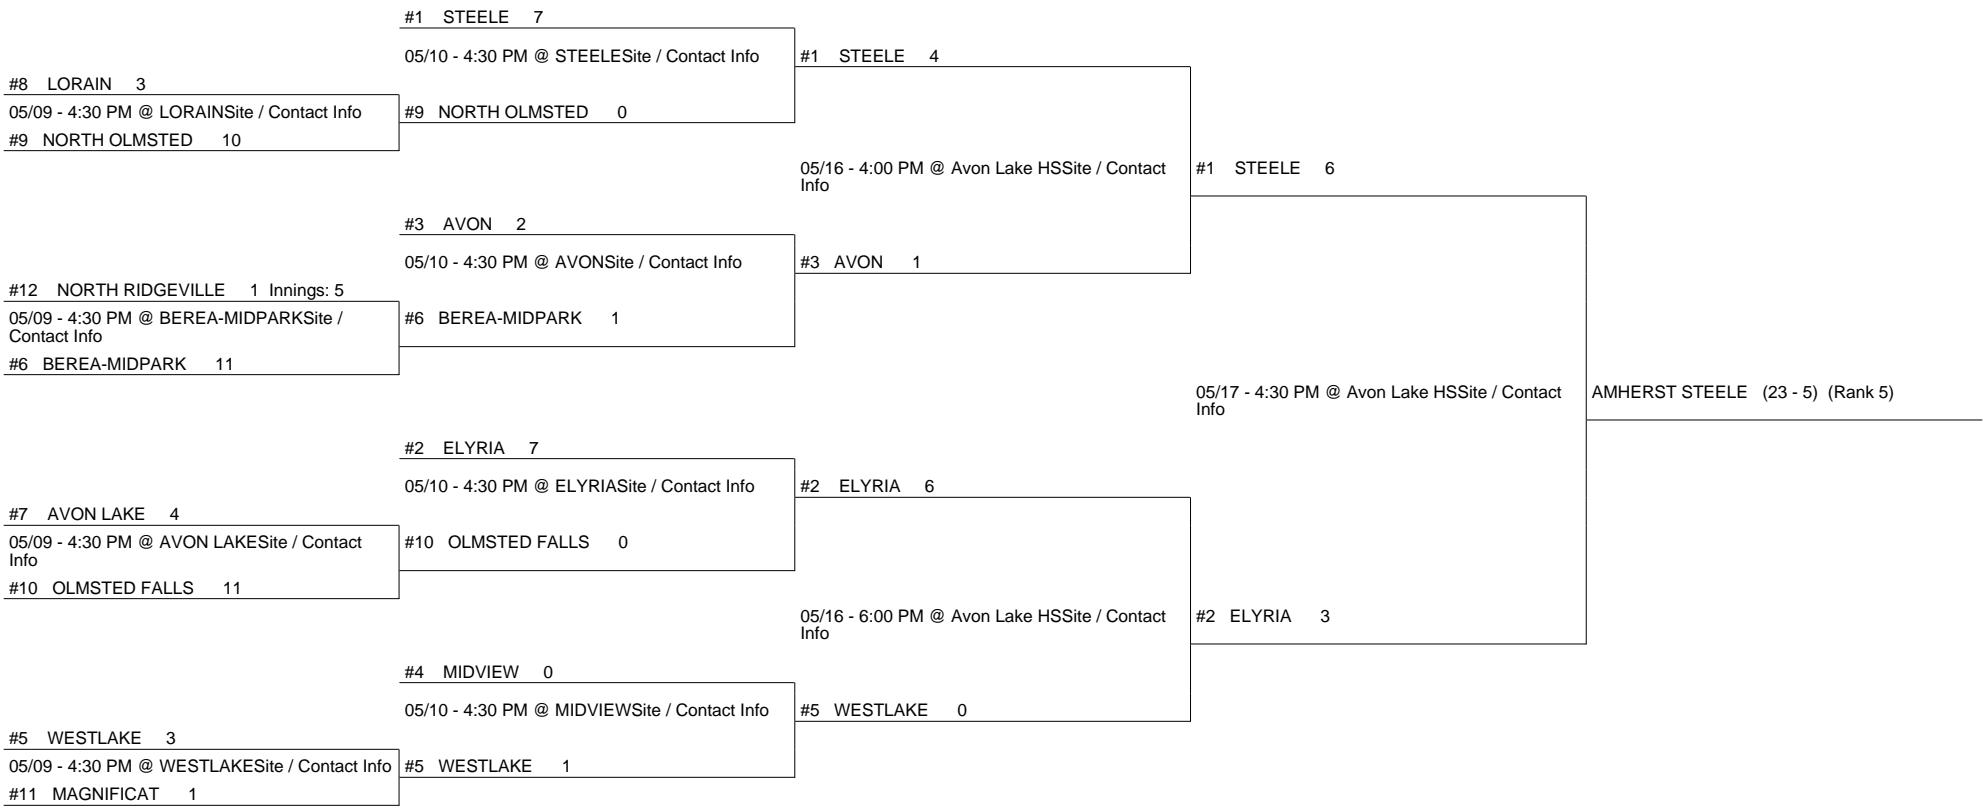 #1 STEELE 7
05/10 - 4:30 PM @ STEELESite / Contact Info
#8 LORAIN 3
05/09 - 4:30 PM @ LORAINSite / Contact Info
#9 NORTH OLMSTED 10
#9 NORTH OLMSTED 0
#1 STEELE 4
05/16 - 4:00 PM @ Avon Lake HSSite / Contact
Info
#3 AVON 2
05/10 - 4:30 PM @ AVONSite / Contact Info
#12 NORTH RIDGEVILLE 1 Innings: 5
05/09 - 4:30 PM @ BEREA-MIDPARKSite /
Contact Info
#6 BEREA-MIDPARK 11
#6 BEREA-MIDPARK 1
#3 AVON 1
#1 STEELE 6
05/17 - 4:30 PM @ Avon Lake HSSite / Contact
Info
AMHERST STEELE (23 - 5) (Rank 5)
#2 ELYRIA 7
05/10 - 4:30 PM @ ELYRIASite / Contact Info
#7 AVON LAKE 4
05/09 - 4:30 PM @ AVON LAKESite / Contact
Info
#10 OLMSTED FALLS 11
#10 OLMSTED FALLS 0
#2 ELYRIA 6
05/16 - 6:00 PM @ Avon Lake HSSite / Contact
Info
#2 ELYRIA 3
#4 MIDVIEW 0
05/10 - 4:30 PM @ MIDVIEWSite / Contact Info
#5 WESTLAKE 0
#5 WESTLAKE 3
05/09 - 4:30 PM @ WESTLAKESite / Contact Info
#11 MAGNIFICAT 1
#5 WESTLAKE 1